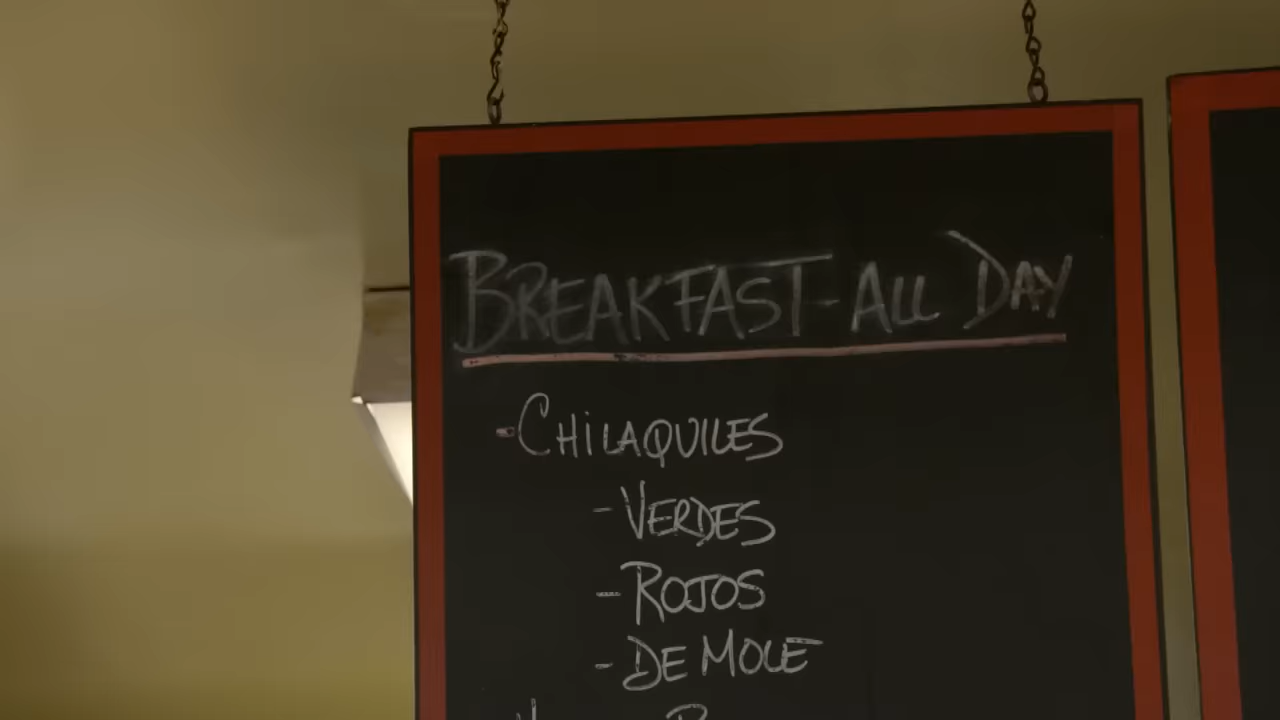 BREAKFAST-ALL DAY
-CHiLAQUILES
-VERDES
-ROJOS
-DE MOLE